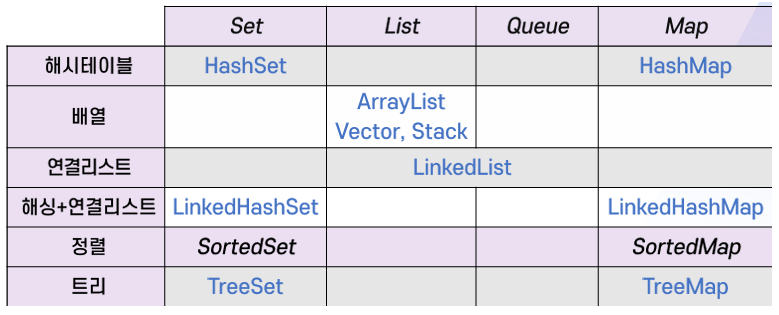 Set List Queue Map
해시테이블 HashSet HashMap
배열 ArrayList
Vector, Stack
연결리스트 LinkedList
해싱+연결리스트 LinkedHashSet LinkedHashMap
정렬 SortedSet SortedMap
트리 TreeSet TreeMap